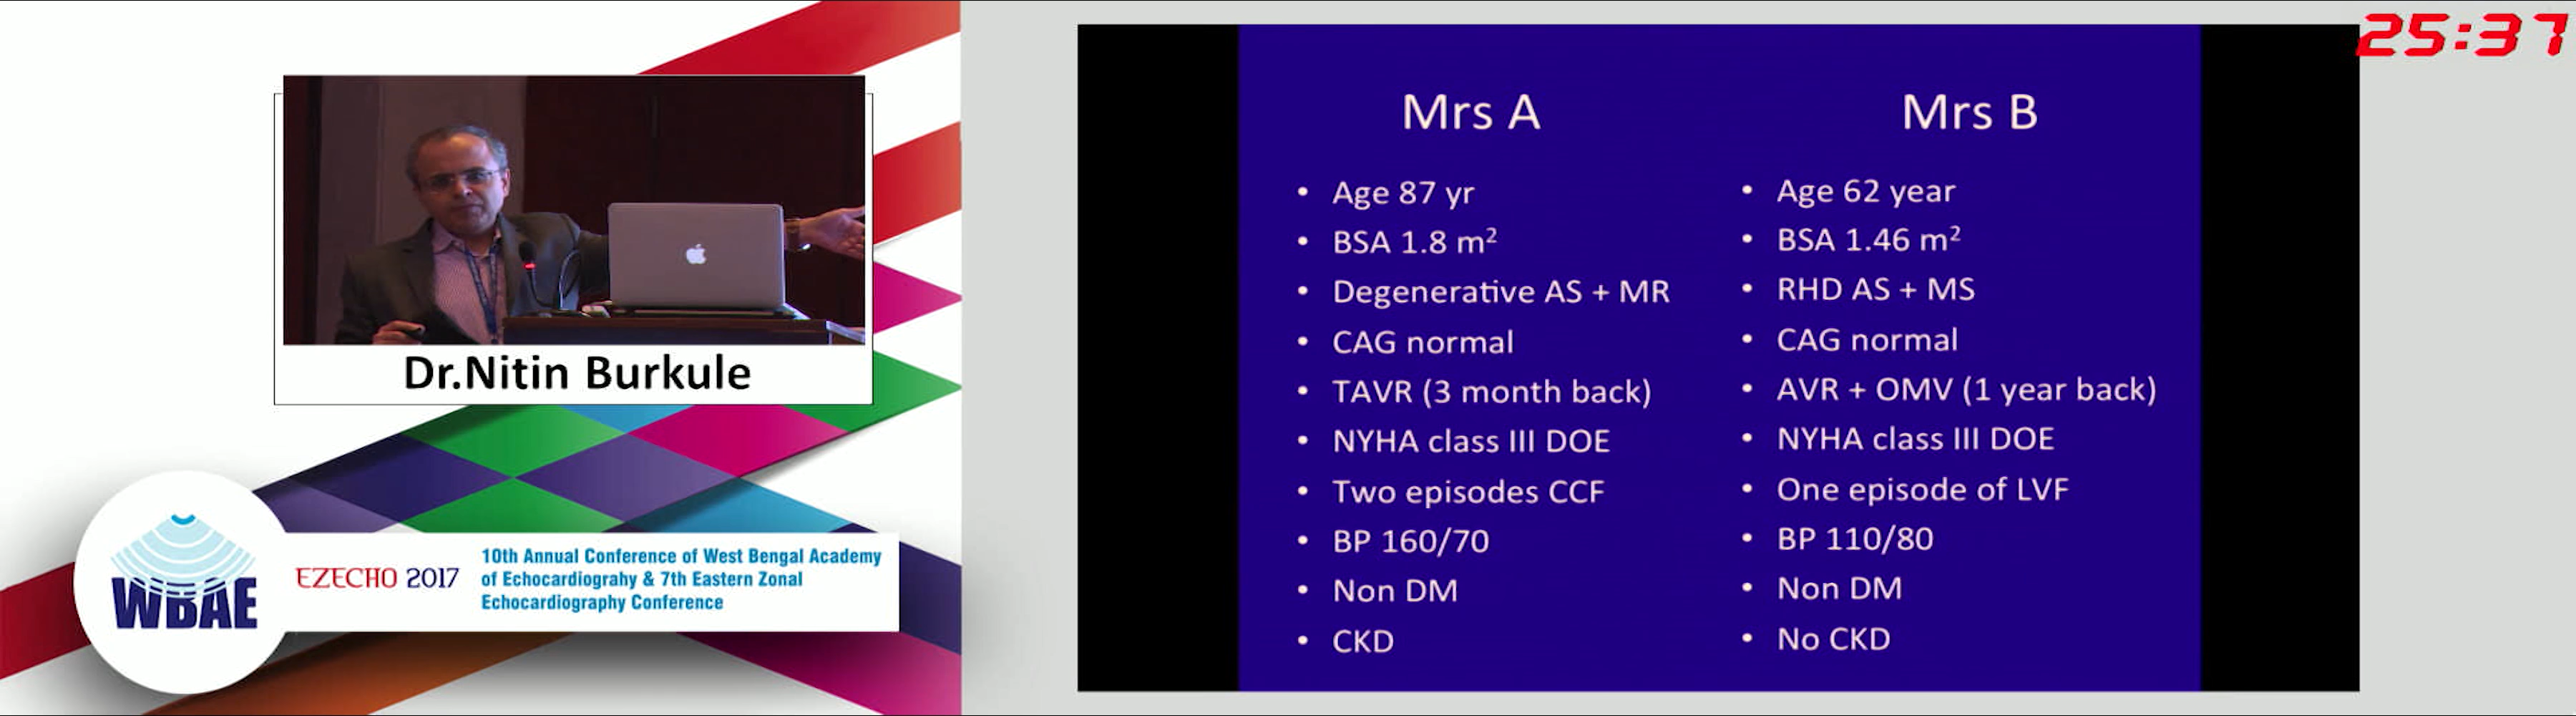 25:37
Dr.Nitin Burkule
WBAE
EZECHO 2017
10th Annual Conference of West Bengal Academy
of Echocardiograhy & 7th Eastern Zonal
Echocardiography Conference
Mrs A
• Age 87 yr
• BSA 1.8 m²
• Degenerative AS + MR
• CAG normal
• TAVR (3 month back)
• NYHA class III DOE
• Two episodes CCF
• BP 160/70
• Non DM
• CKD
Mrs B
• Age 62 year
• BSA 1.46 m²
• RHD AS + MS
• CAG normal
• AVR + OMV (1 year back)
• NYHA class III DOE
• One episode of LVF
• BP 110/80
• Non DM
• No CKD